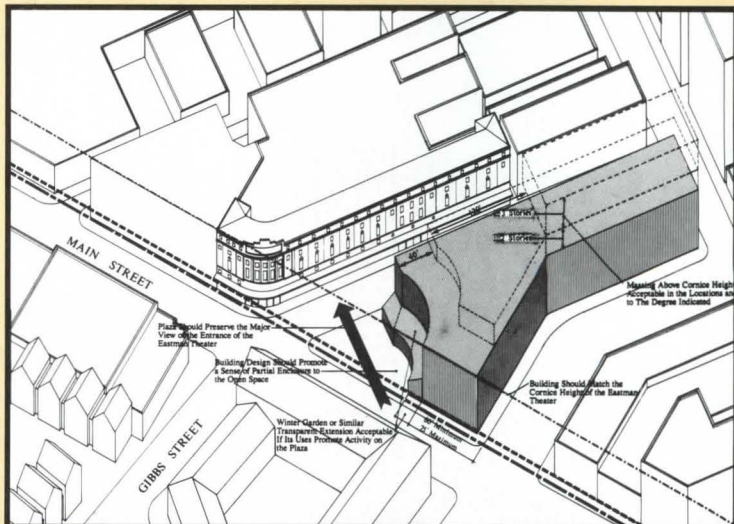 MAIN STREET
GIBBS STREET
Plaza Should Preserve the Major
View of the Entrance of the
Eastman Theater
Building Design Should Promote
a Sense of Partial Enclosure to
the Open Space
Winter Garden or Similar
Transparent Extension Acceptable
If Its Uses Promote Activity on
the Plaza
Massing Above Cornice Height
Acceptable in the Locations and
to The Degree Indicated
Building Should Match the
Cornice Height of the Eastman
Theater
Stories
Stories
Minimum
Maximum